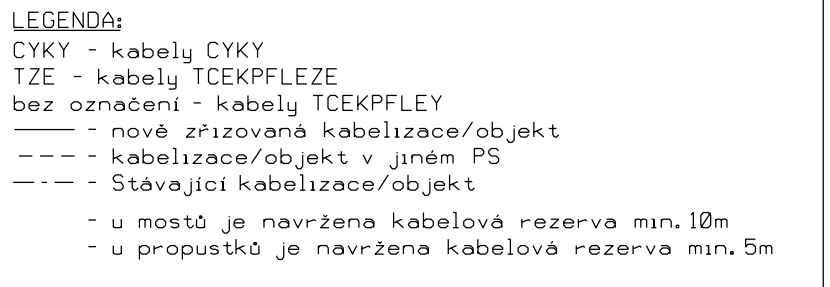 LEGENDA:
CYKY - kabely CYKY
TZE - kabely TCEKPFLEZE
bez označení - kabely TCEKPFLEY
- nově zřizovaná kabelizace/objekt
- kabelizace/objekt v jiném PS
- Stávající kabelizace/objekt
- u mostů je navržena kabelová rezerva min. 10m
- u propustků je navržena kabelová rezerva min. 5m